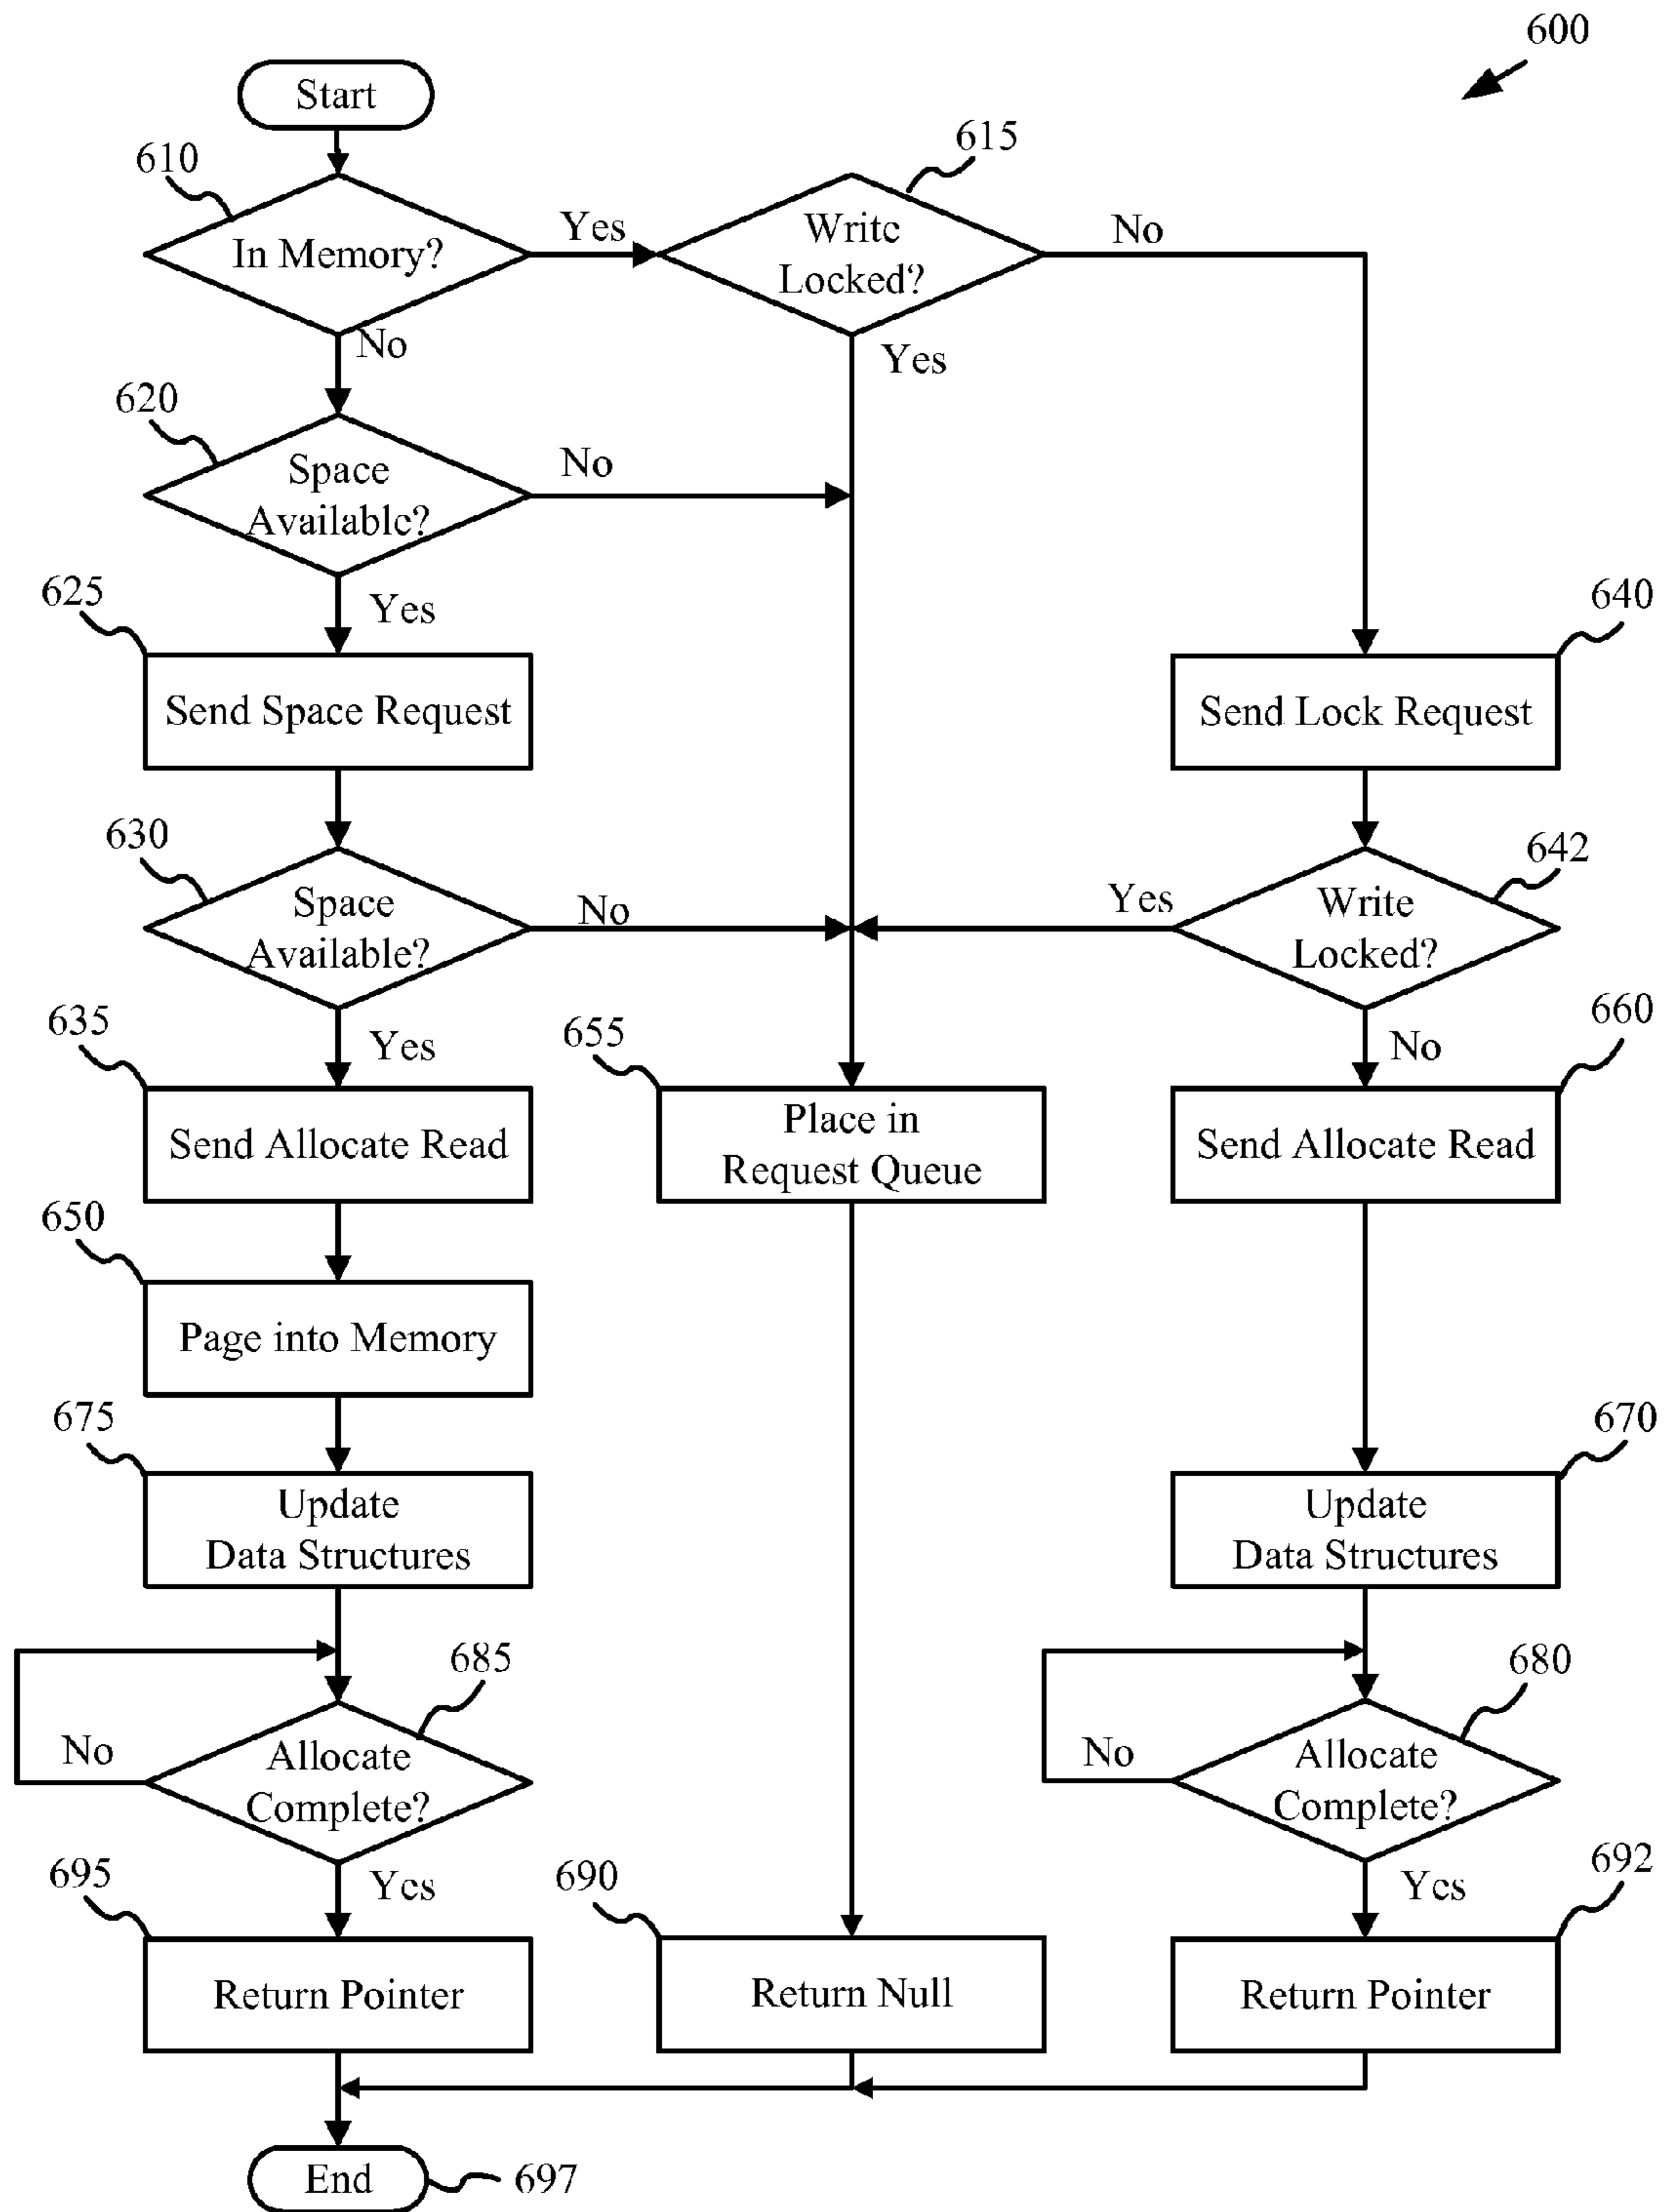 600
Start
610
615
In Memory?
Yes
Write
Locked?
No
No
Yes
620
Space
Available?
No
625
Yes
640
Send Space Request
Send Lock Request
630
642
Space
Available?
No
Yes
Write
Locked?
635
Yes
655
No
660
Send Allocate Read
Place in
Request Queue
Send Allocate Read
650
Page into Memory
675
670
Update
Data Structures
Update
Data Structures
685
680
No
Allocate
Complete?
No
Allocate
Complete?
695
Yes
690
Yes
692
Return Pointer
Return Null
Return Pointer
End
697